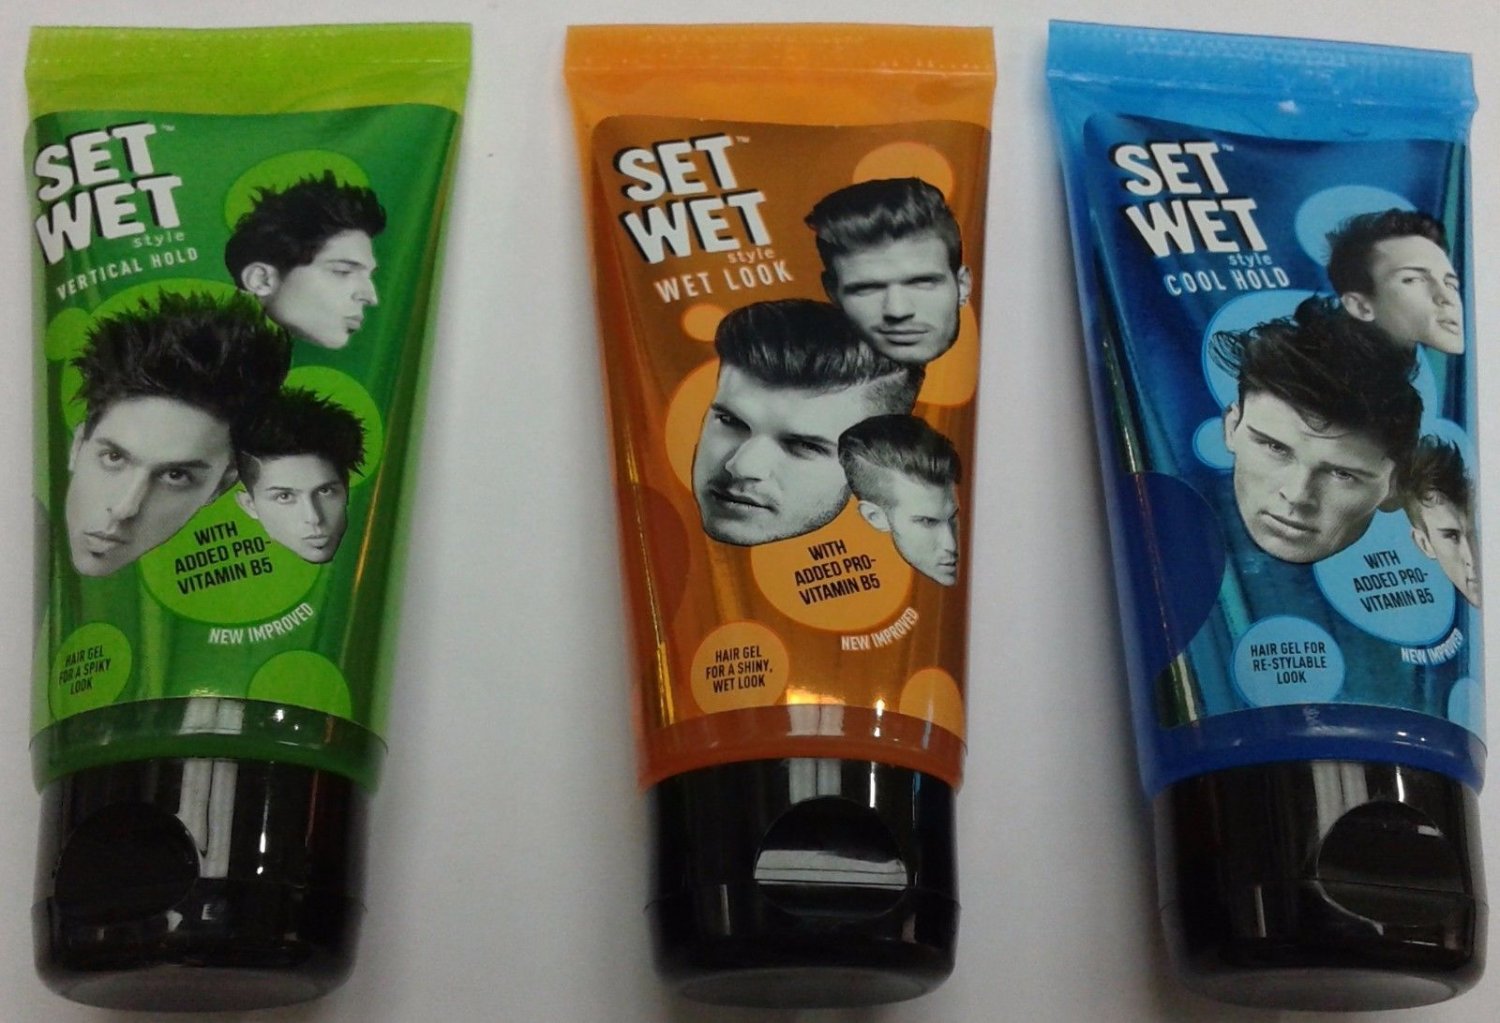 SET
WET
style
VERTICAL HOLD
WITH
ADDED PRO-
VITAMIN B5
NEW IMPROVED
HAIR GEL
FOR A SPIKY
LOOK
SET
WET
style
WET LOOK
WITH
ADDED PRO-
VITAMIN B5
NEW IMPROVED
HAIR GEL
FOR A SHINY,
WET LOOK
SET
WET
style
COOL HOLD
WITH
ADDED PRO-
VITAMIN B5
NEW IMPROVED
HAIR GEL FOR
RE-STYLABLE
LOOK